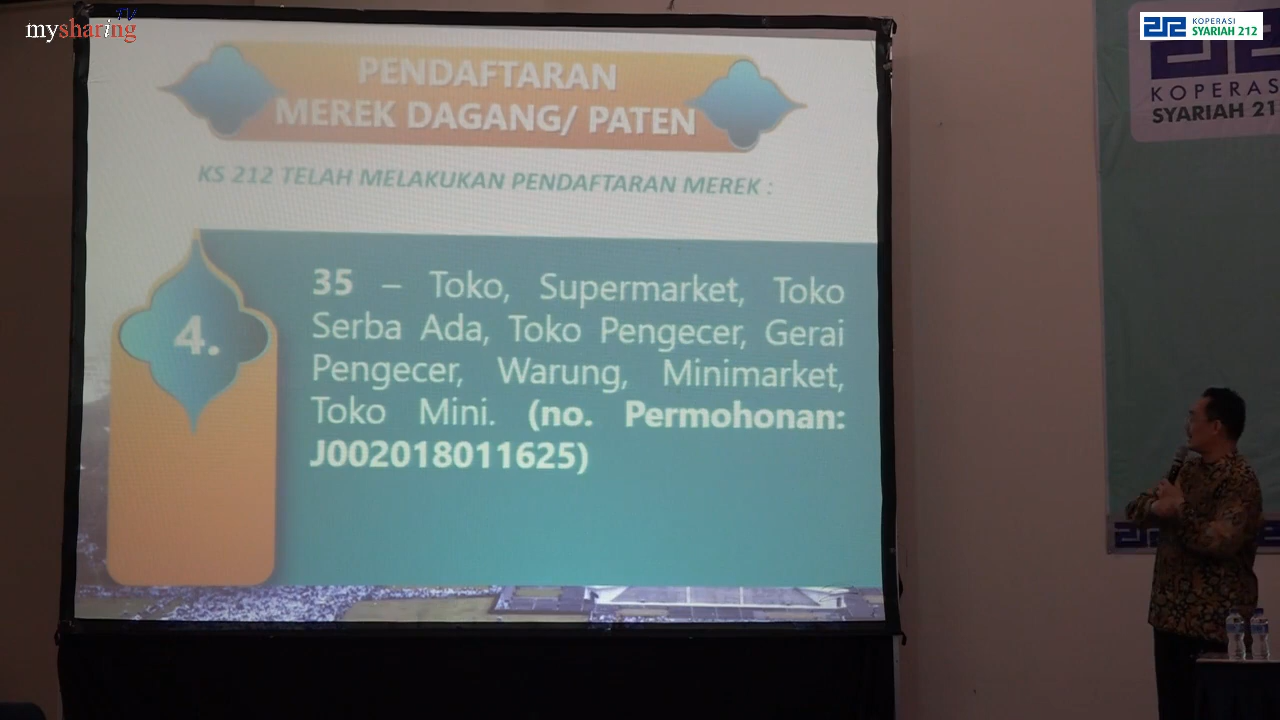 mysharing TV
KOPERASI
SYARIAH 212
KOPERAS
SYARIAH 21
PENDAFTARAN
MEREK DAGANG/ PATEN
KS 212 TELAH MELAKUKAN PENDAFTARAN MEREK :
4.
35 – Toko, Supermarket, Toko
Serba Ada, Toko Pengecer, Gerai
Pengecer, Warung, Minimarket,
Toko Mini. (no. Permohonan:
J002018011625)